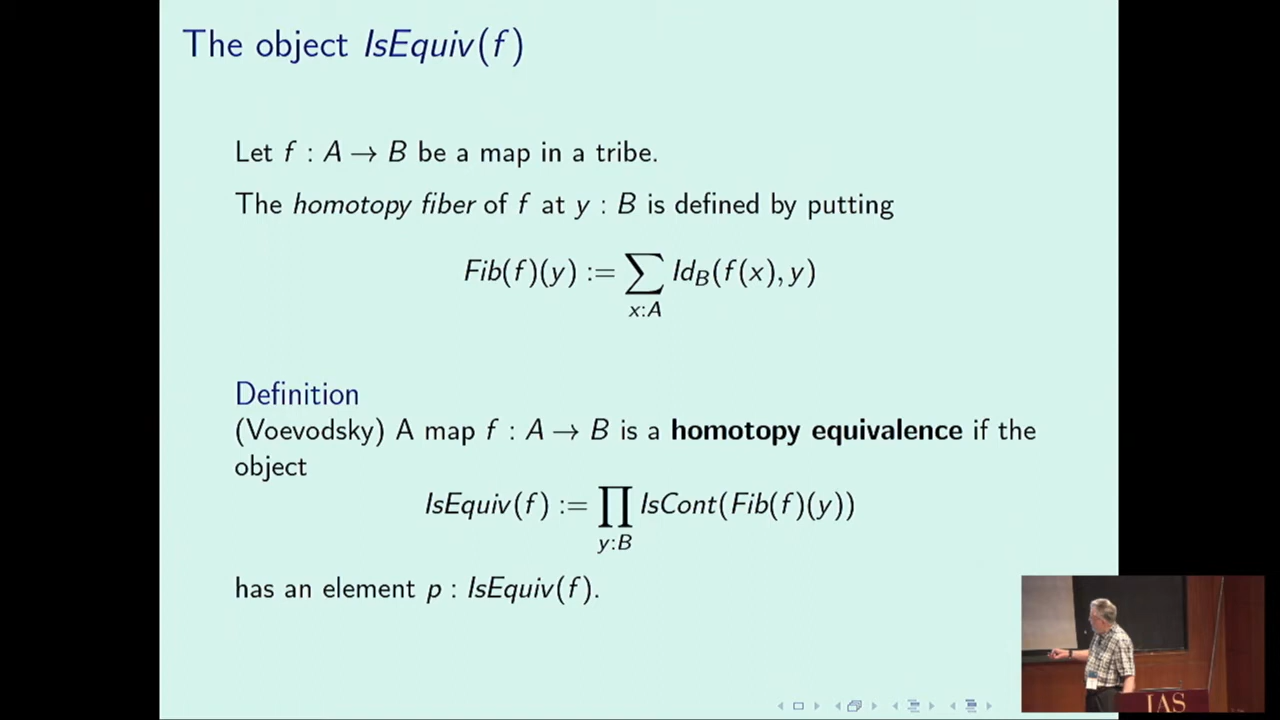 The object IsEquiv(f)
Let f : A → B be a map in a tribe.
The homotopy fiber of f at y : B is defined by putting
Fib(f)(y) := ∑ Id_B(f(x), y)
x:A
Definition
(Voevodsky) A map f : A → B is a homotopy equivalence if the
object
IsEquiv(f) := ∏ IsCont(Fib(f)(y))
y:B
has an element p : IsEquiv(f).
IAS